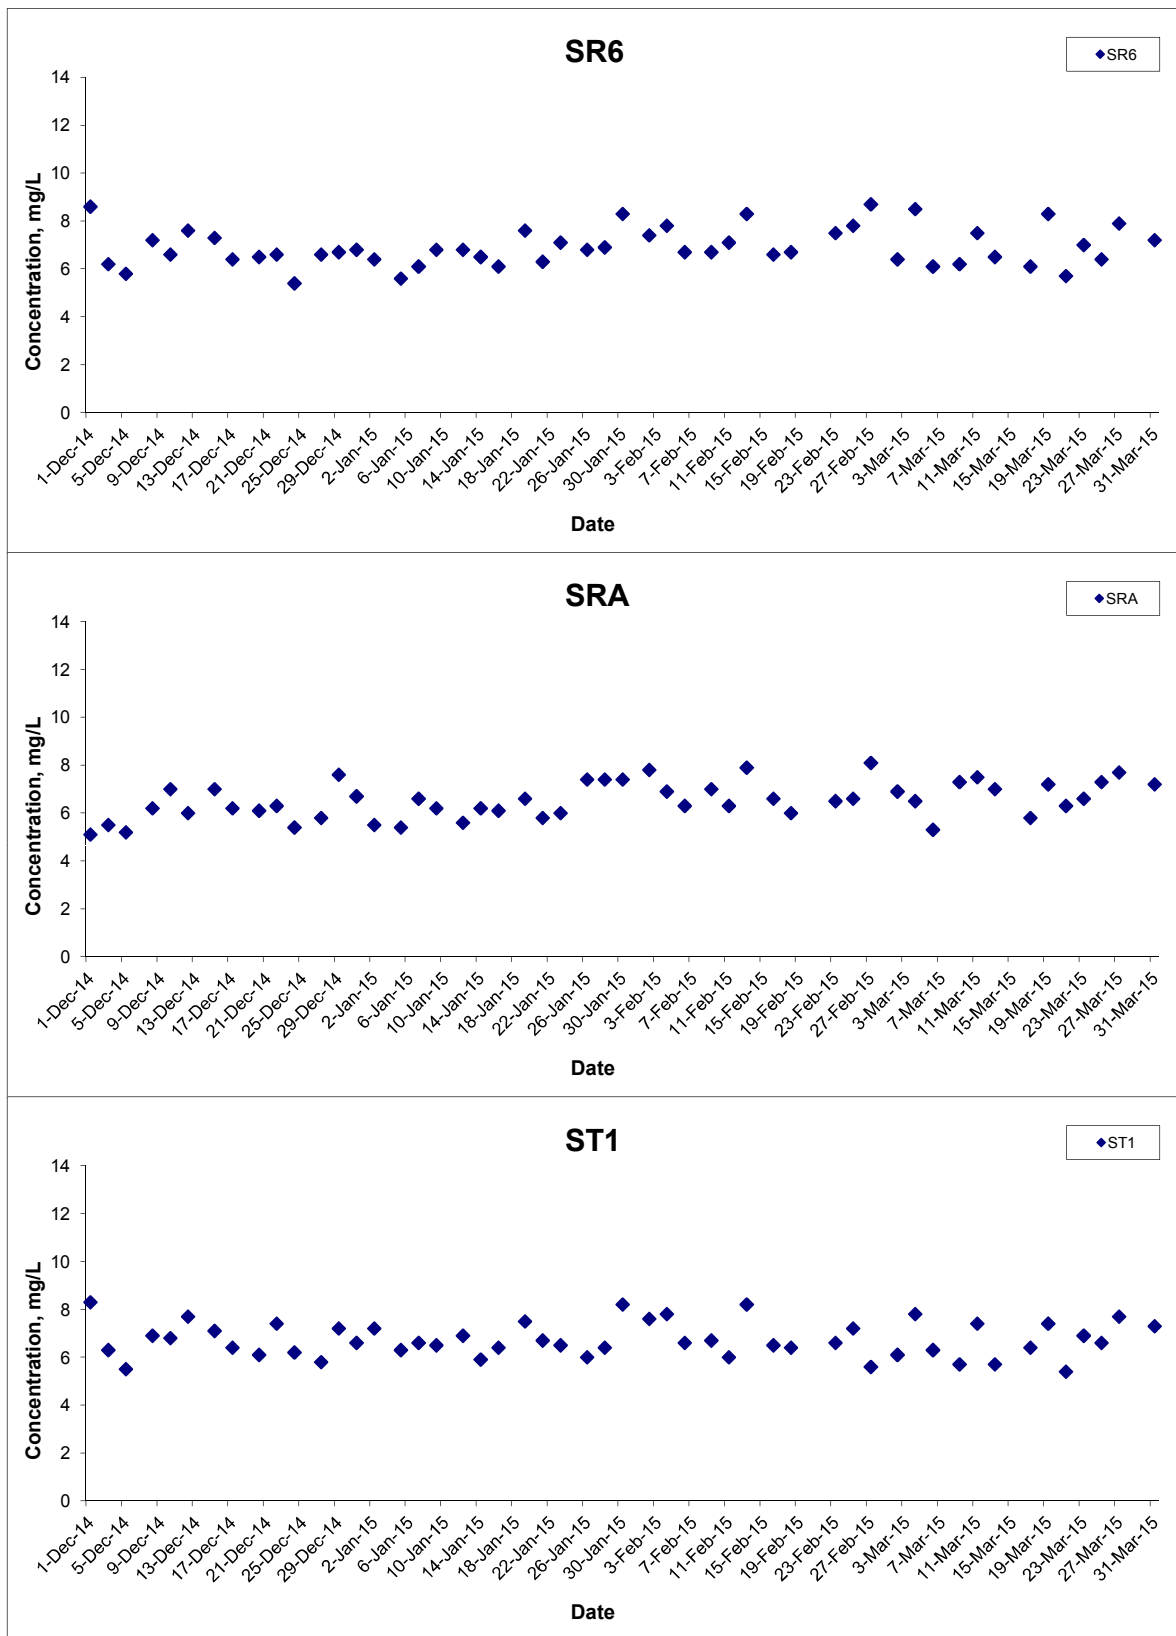 SR6
SR6
14
12
10
8
6
4
2
0
Concentration, mg/L
1-Dec-14
5-Dec-14
9-Dec-14
13-Dec-14
17-Dec-14
21-Dec-14
25-Dec-14
29-Dec-14
2-Jan-15
6-Jan-15
10-Jan-15
14-Jan-15
18-Jan-15
22-Jan-15
26-Jan-15
30-Jan-15
3-Feb-15
7-Feb-15
11-Feb-15
15-Feb-15
19-Feb-15
23-Feb-15
27-Feb-15
3-Mar-15
7-Mar-15
11-Mar-15
15-Mar-15
19-Mar-15
23-Mar-15
27-Mar-15
31-Mar-15
Date
SRA
SRA
14
12
10
8
6
4
2
0
Concentration, mg/L
1-Dec-14
5-Dec-14
9-Dec-14
13-Dec-14
17-Dec-14
21-Dec-14
25-Dec-14
29-Dec-14
2-Jan-15
6-Jan-15
10-Jan-15
14-Jan-15
18-Jan-15
22-Jan-15
26-Jan-15
30-Jan-15
3-Feb-15
7-Feb-15
11-Feb-15
15-Feb-15
19-Feb-15
23-Feb-15
27-Feb-15
3-Mar-15
7-Mar-15
11-Mar-15
15-Mar-15
19-Mar-15
23-Mar-15
27-Mar-15
31-Mar-15
Date
ST1
ST1
14
12
10
8
6
4
2
0
Concentration, mg/L
1-Dec-14
5-Dec-14
9-Dec-14
13-Dec-14
17-Dec-14
21-Dec-14
25-Dec-14
29-Dec-14
2-Jan-15
6-Jan-15
10-Jan-15
14-Jan-15
18-Jan-15
22-Jan-15
26-Jan-15
30-Jan-15
3-Feb-15
7-Feb-15
11-Feb-15
15-Feb-15
19-Feb-15
23-Feb-15
27-Feb-15
3-Mar-15
7-Mar-15
11-Mar-15
15-Mar-15
19-Mar-15
23-Mar-15
27-Mar-15
31-Mar-15
Date